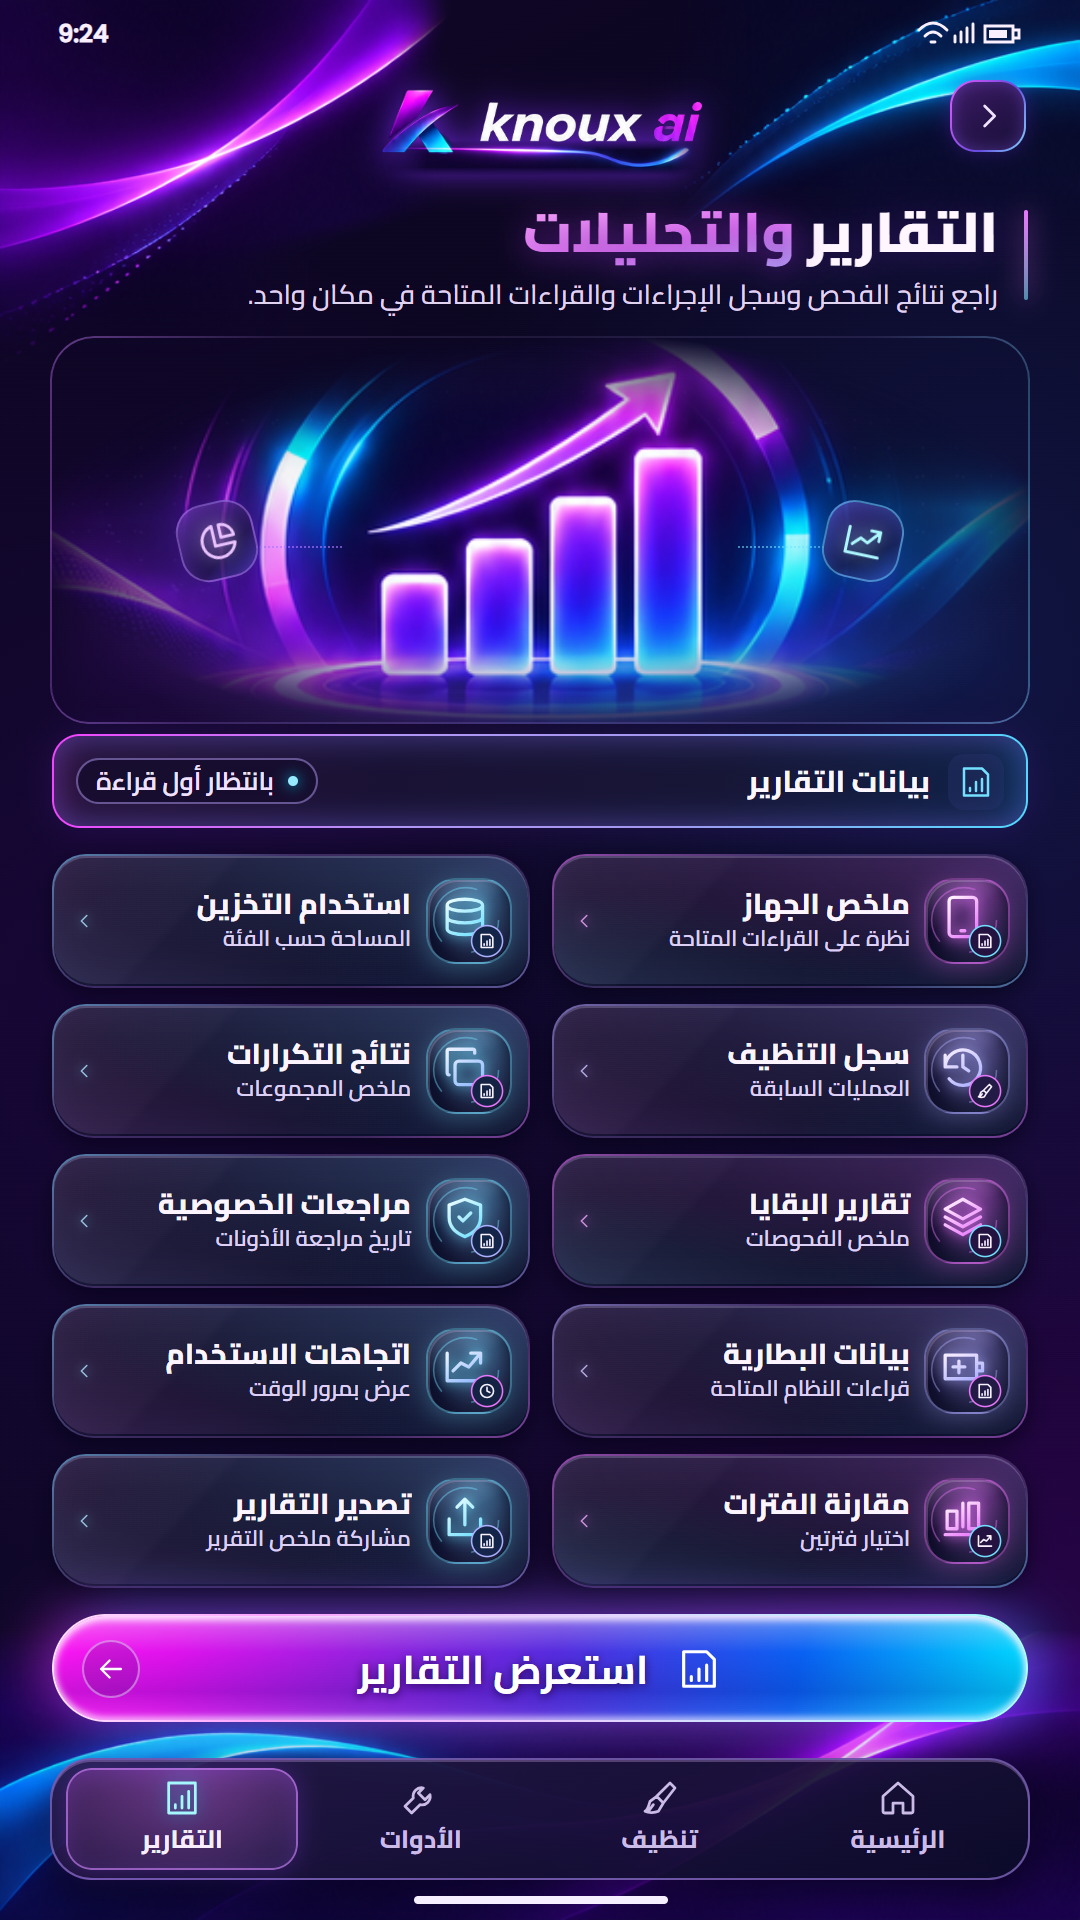 9:24
knoux ai
التقارير والتحليلات
راجع نتائج الفحص وسجل الإجراءات والقراءات المتاحة في مكان واحد.
بيانات التقارير
بانتظار أول قراءة
ملخص الجهاز
نظرة على القراءات المتاحة
استخدام التخزين
المساحة حسب الفئة
سجل التنظيف
العمليات السابقة
نتائج التكرارات
ملخص المجموعات
تقارير البقايا
ملخص الفحوصات
مراجعات الخصوصية
تاريخ مراجعة الأذونات
بيانات البطارية
قراءات النظام المتاحة
اتجاهات الاستخدام
عرض بمرور الوقت
مقارنة الفترات
اختيار فترتين
تصدير التقارير
مشاركة ملخص التقرير
استعرض التقارير
الرئيسية
تنظيف
الأدوات
التقارير